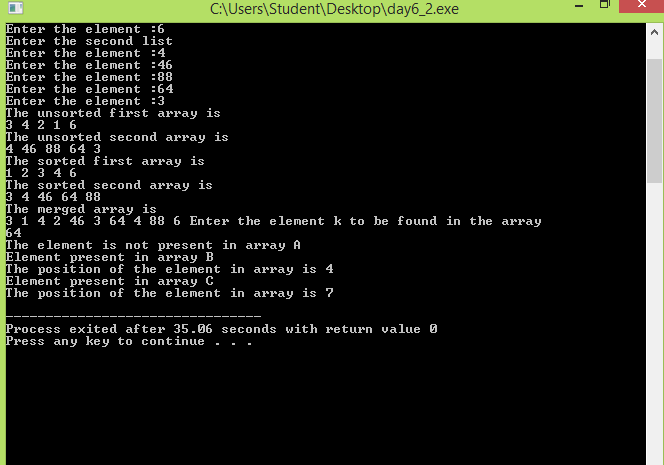 C:\Users\Student\Desktop\day6_2.exe
Enter the element :6
Enter the second list
Enter the element :4
Enter the element :46
Enter the element :88
Enter the element :64
Enter the element :3
The unsorted first array is
3 4 2 1 6
The unsorted second array is
4 46 88 64 3
The sorted first array is
1 2 3 4 6
The sorted second array is
3 4 46 64 88
The merged array is
3 1 4 2 46 3 64 4 88 6 Enter the element k to be found in the array
64
The element is not present in array A
Element present in array B
The position of the element in array is 4
Element present in array C
The position of the element in array is 7
--------------------------------
Process exited after 35.06 seconds with return value 0
Press any key to continue . . .